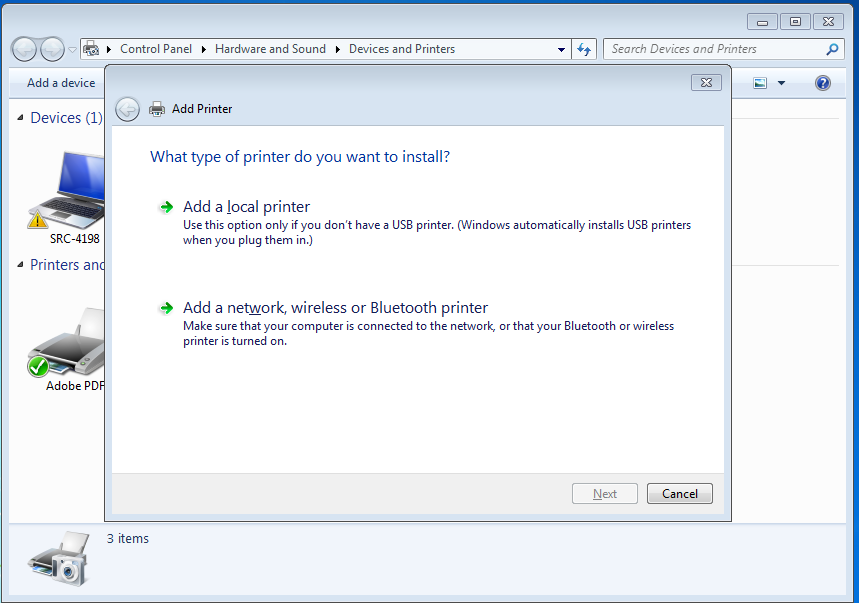 Control Panel Hardware and Sound Devices and Printers
Search Devices and Printers
Add a device
Add Printer
Devices (1)
What type of printer do you want to install?
Add a local printer
Use this option only if you don't have a USB printer. (Windows automatically installs USB printers
when you plug them in.)
SRC-4198
Printers and
Add a network, wireless or Bluetooth printer
Make sure that your computer is connected to the network, or that your Bluetooth or wireless
printer is turned on.
Adobe PDF
Next
Cancel
3 items